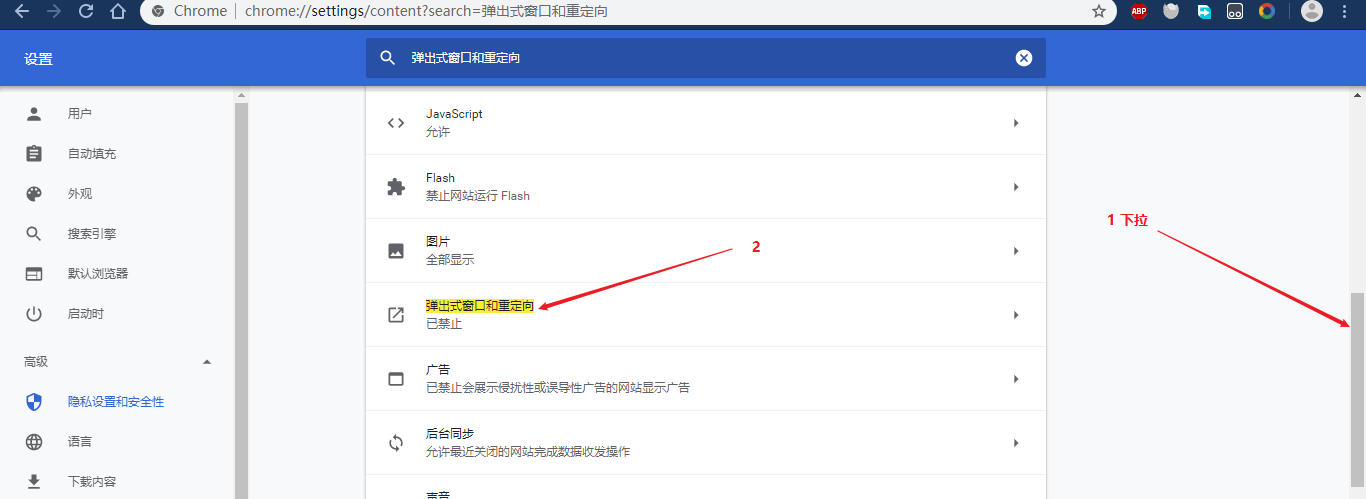 Chrome | chrome://settings/content?search=弹出式窗口和重定向
ABP
设置
弹出式窗口和重定向
用户
自动填充
外观
搜索引擎
默认浏览器
启动时
高级
隐私设置和安全性
语言
下载内容
JavaScript
允许
Flash
禁止网站运行 Flash
图片
全部显示
弹出式窗口和重定向
已禁止
广告
已禁止会展示侵扰性或误导性广告的网站显示广告
后台同步
允许最近关闭的网站完成数据收发操作
声音
2
1 下拉